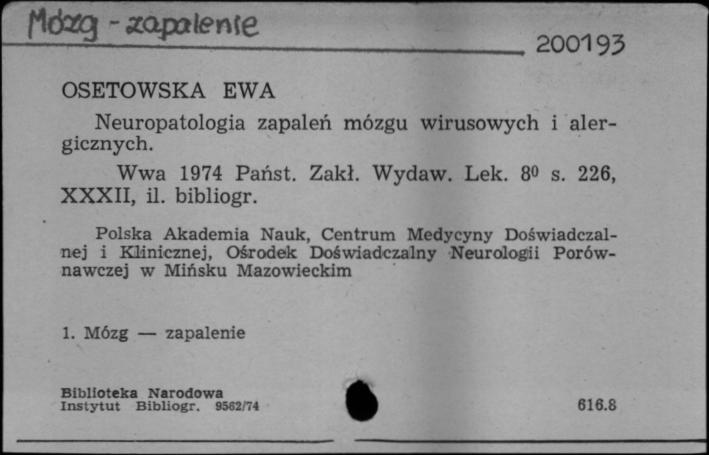 Mózg - zapalenie
200193
OSETOWSKA EWA
Neuropatologia zapaleń mózgu wirusowych i aler-
gicznych.
Wwa 1974 Państ. Zakł. Wydaw. Lek. 8⁰ s. 226,
XXXII, il. bibliogr.
Polska Akademia Nauk, Centrum Medycyny Doświadczal-
nej i Klinicznej, Ośrodek Doświadczalny Neurologii Porów-
nawczej w Mińsku Mazowieckim
1. Mózg — zapalenie
Biblioteka Narodowa
Instytut Bibliogr. 9562/74
616.8